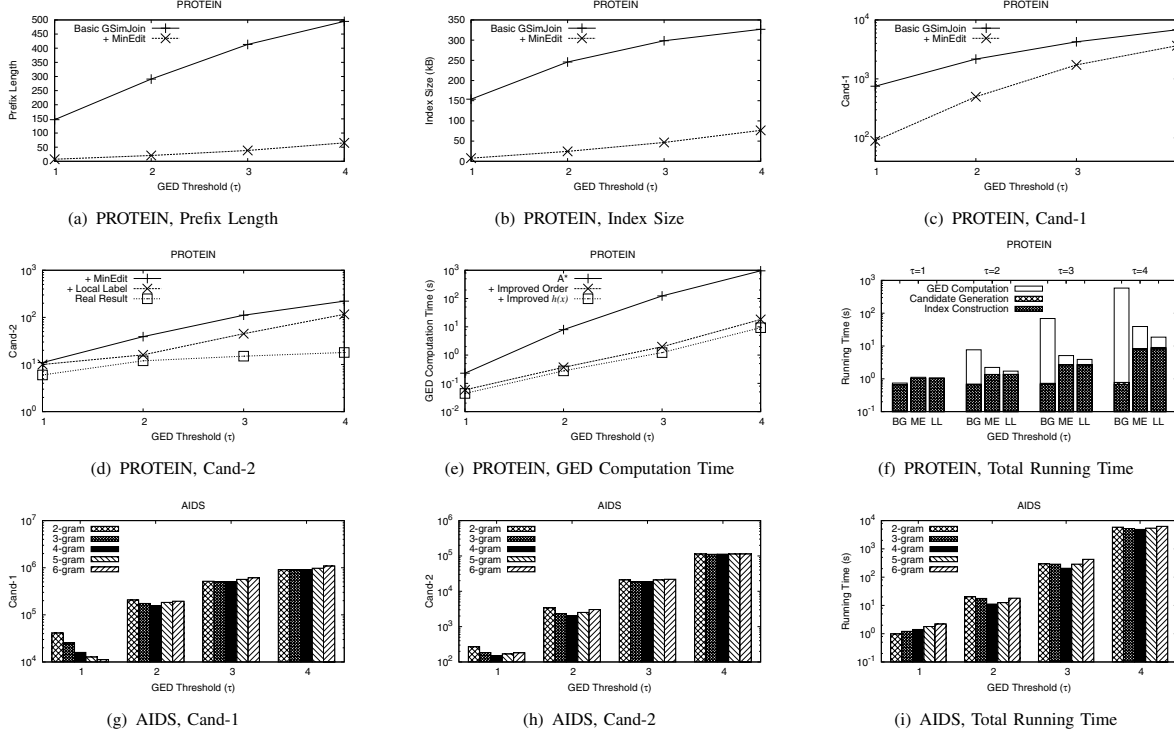 PROTEIN
500
450
400
350
300
250
200
150
100
50
0
Prefix Length
Basic GSimJoin
+ MinEdit
1 2 3 4
GED Threshold (τ)
(a) PROTEIN, Prefix Length
PROTEIN
350
300
250
200
150
100
50
0
Index Size (kB)
Basic GSimJoin
+ MinEdit
1 2 3 4
GED Threshold (τ)
(b) PROTEIN, Index Size
PROTEIN
10^4
10^3
10^2
Cand-1
Basic GSimJoin
+ MinEdit
1 2 3 4
GED Threshold (τ)
(c) PROTEIN, Cand-1
PROTEIN
10^3
10^2
10^1
10^0
Cand-2
+ MinEdit
+ Local Label
Real Result
1 2 3 4
GED Threshold (τ)
(d) PROTEIN, Cand-2
PROTEIN
10^3
10^2
10^1
10^0
10^-1
10^-2
GED Computation Time (s)
A*
+ Improved Order
+ Improved h(x)
1 2 3 4
GED Threshold (τ)
(e) PROTEIN, GED Computation Time
PROTEIN
τ=1 τ=2 τ=3 τ=4
10^3
10^2
10^1
10^0
10^-1
Running Time (s)
GED Computation
Candidate Generation
Index Construction
BG ME LL BG ME LL BG ME LL BG ME LL
GED Threshold (τ)
(f) PROTEIN, Total Running Time
AIDS
10^7
10^6
10^5
10^4
Cand-1
2-gram
3-gram
4-gram
5-gram
6-gram
1 2 3 4
GED Threshold (τ)
(g) AIDS, Cand-1
AIDS
10^6
10^5
10^4
10^3
10^2
Cand-2
2-gram
3-gram
4-gram
5-gram
6-gram
1 2 3 4
GED Threshold (τ)
(h) AIDS, Cand-2
AIDS
10^4
10^3
10^2
10^1
10^0
10^-1
Running Time (s)
2-gram
3-gram
4-gram
5-gram
6-gram
1 2 3 4
GED Threshold (τ)
(i) AIDS, Total Running Time